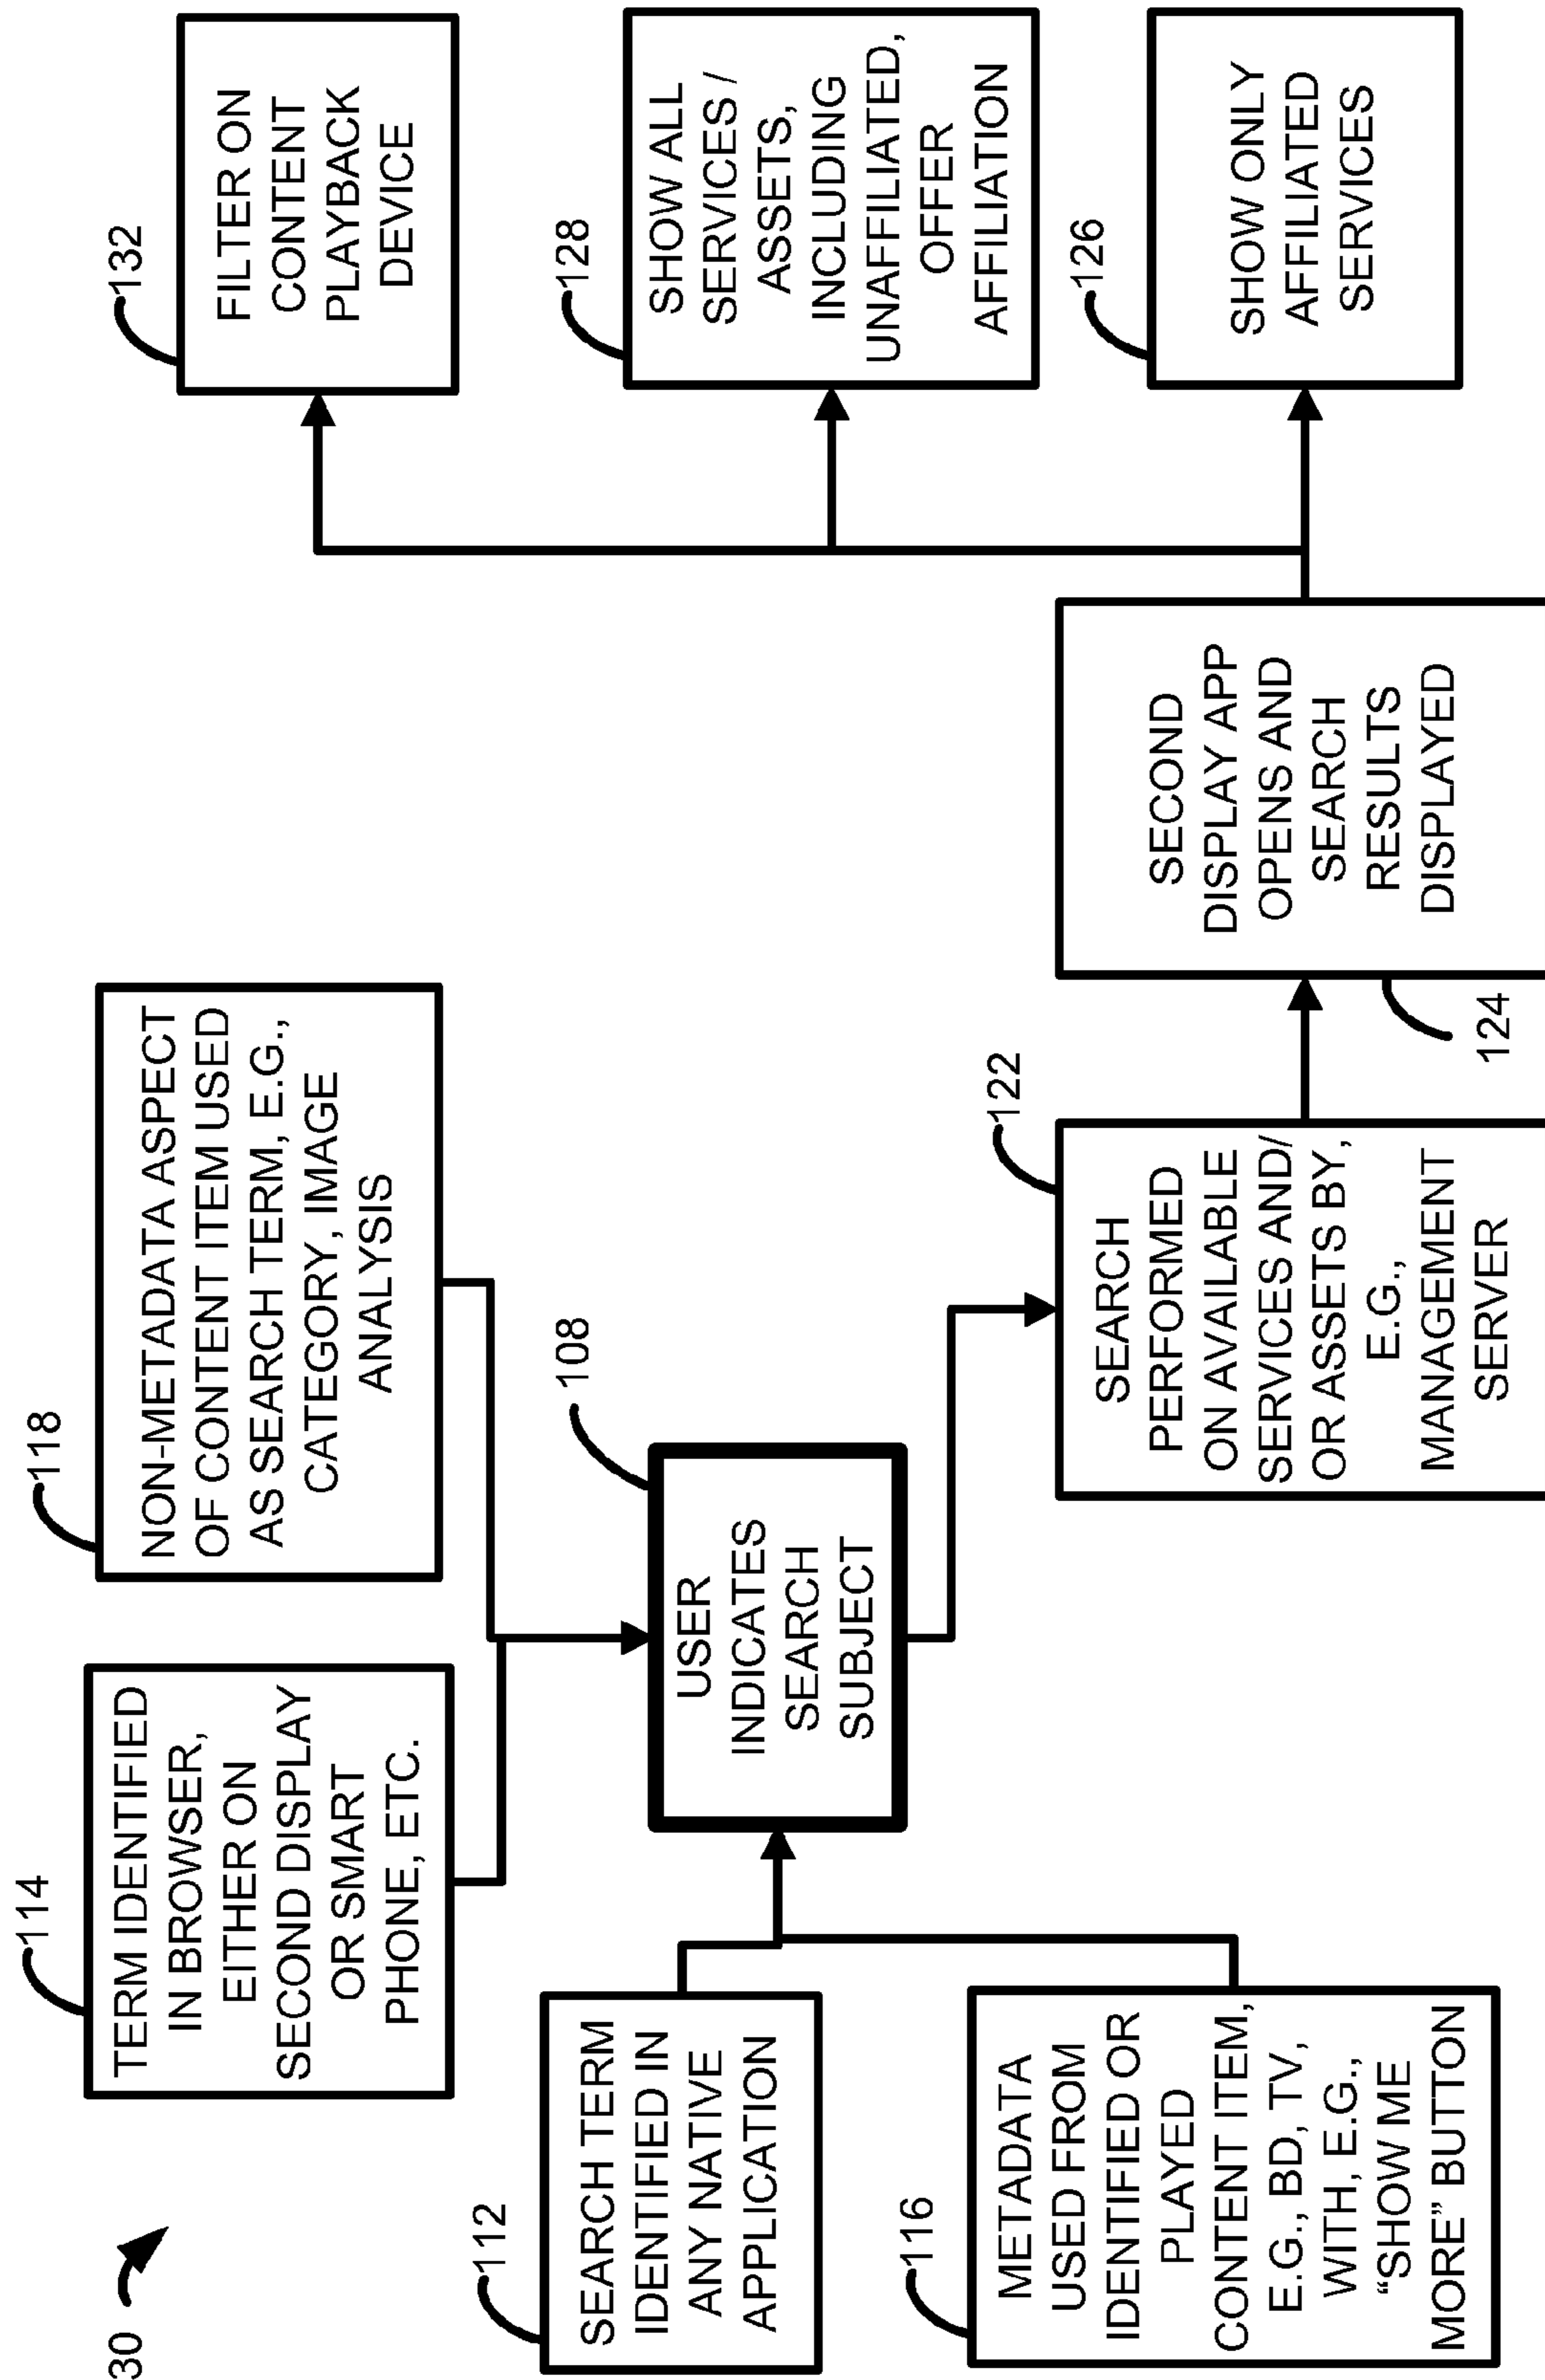 30
112
SEARCH TERM
IDENTIFIED IN
ANY NATIVE
APPLICATION
116
METADATA
USED FROM
IDENTIFIED OR
PLAYED
CONTENT ITEM,
E.G., BD, TV,
WITH, E.G.,
“SHOW ME
MORE” BUTTON
114
TERM IDENTIFIED
IN BROWSER,
EITHER ON
SECOND DISPLAY
OR SMART
PHONE, ETC.
118
NON-METADATA ASPECT
OF CONTENT ITEM USED
AS SEARCH TERM, E.G.,
CATEGORY, IMAGE
ANALYSIS
108
USER
INDICATES
SEARCH
SUBJECT
122
SEARCH
PERFORMED
ON AVAILABLE
SERVICES AND/
OR ASSETS BY,
E.G.,
MANAGEMENT
SERVER
124
SECOND
DISPLAY APP
OPENS AND
SEARCH
RESULTS
DISPLAYED
132
FILTER ON
CONTENT
PLAYBACK
DEVICE
128
SHOW ALL
SERVICES /
ASSETS,
INCLUDING
UNAFFILIATED,
OFFER
AFFILIATION
126
SHOW ONLY
AFFILIATED
SERVICES